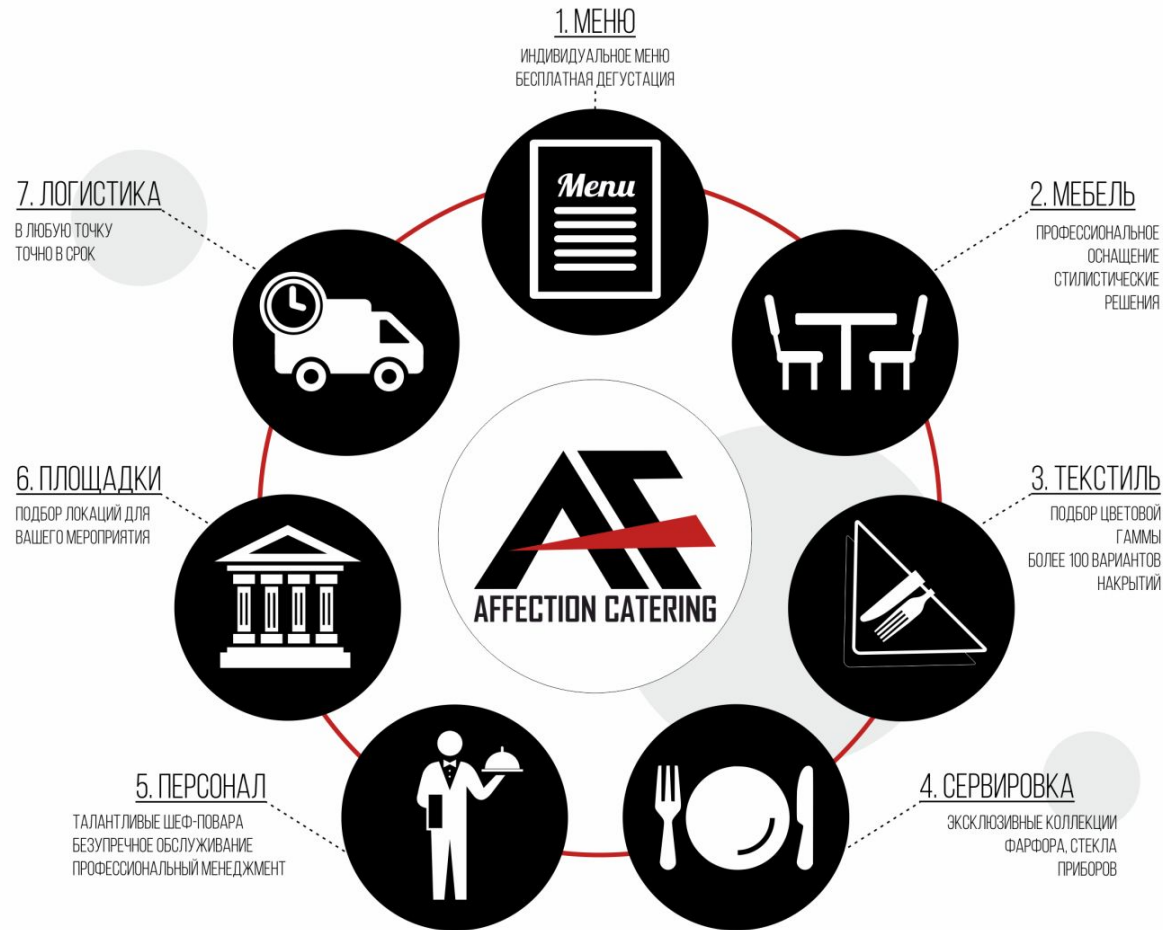 1. МЕНЮ
ИНДИВИДУАЛЬНОЕ МЕНЮ
БЕСПЛАТНАЯ ДЕГУСТАЦИЯ
Menu
2. МЕБЕЛЬ
ПРОФЕССИОНАЛЬНОЕ
ОСНАЩЕНИЕ
СТИЛИСТИЧЕСКИЕ
РЕШЕНИЯ
3. ТЕКСТИЛЬ
ПОДБОР ЦВЕТОВОЙ
ГАММЫ
БОЛЕЕ 100 ВАРИАНТОВ
НАКРЫТИЙ
4. СЕРВИРОВКА
ЭКСКЛЮЗИВНЫЕ КОЛЛЕКЦИИ
ФАРФОРА, СТЕКЛА
ПРИБОРОВ
5. ПЕРСОНАЛ
ТАЛАНТЛИВЫЕ ШЕФ-ПОВАРА
БЕЗУПРЕЧНОЕ ОБСЛУЖИВАНИЕ
ПРОФЕССИОНАЛЬНЫЙ МЕНЕДЖМЕНТ
6. ПЛОЩАДКИ
ПОДБОР ЛОКАЦИЙ ДЛЯ
ВАШЕГО МЕРОПРИЯТИЯ
7. ЛОГИСТИКА
В ЛЮБУЮ ТОЧКУ
ТОЧНО В СРОК
AF
AFFECTION CATERING